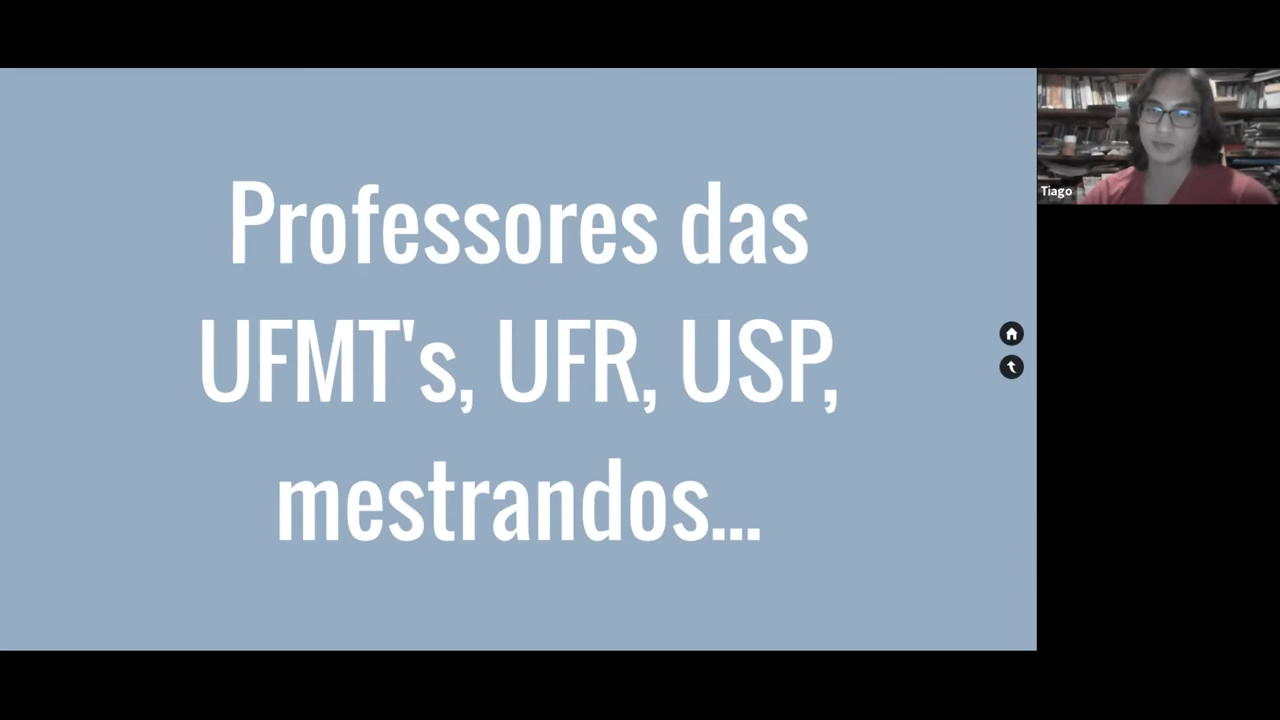 Professores das
UFMT's, UFR, USP,
mestrandos...
Tiago